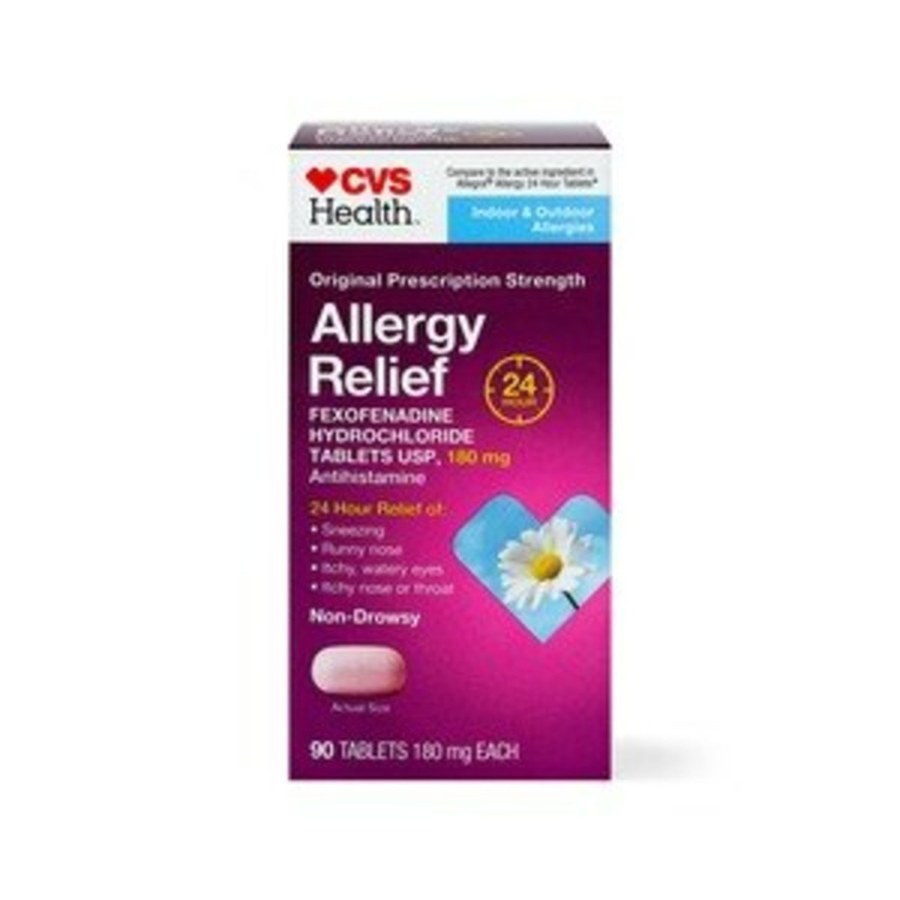 CVS
Health™
Compare to the active ingredient in
Allegra® Allergy 24 Hour Tablets*
Indoor & Outdoor
Allergies
Original Prescription Strength
Allergy
Relief
24
HOUR
FEXOFENADINE
HYDROCHLORIDE
TABLETS USP, 180 mg
Antihistamine
24 Hour Relief of:
• Sneezing
• Runny nose
• Itchy, watery eyes
• Itchy nose or throat
Non-Drowsy
Actual Size
90 TABLETS 180 mg EACH